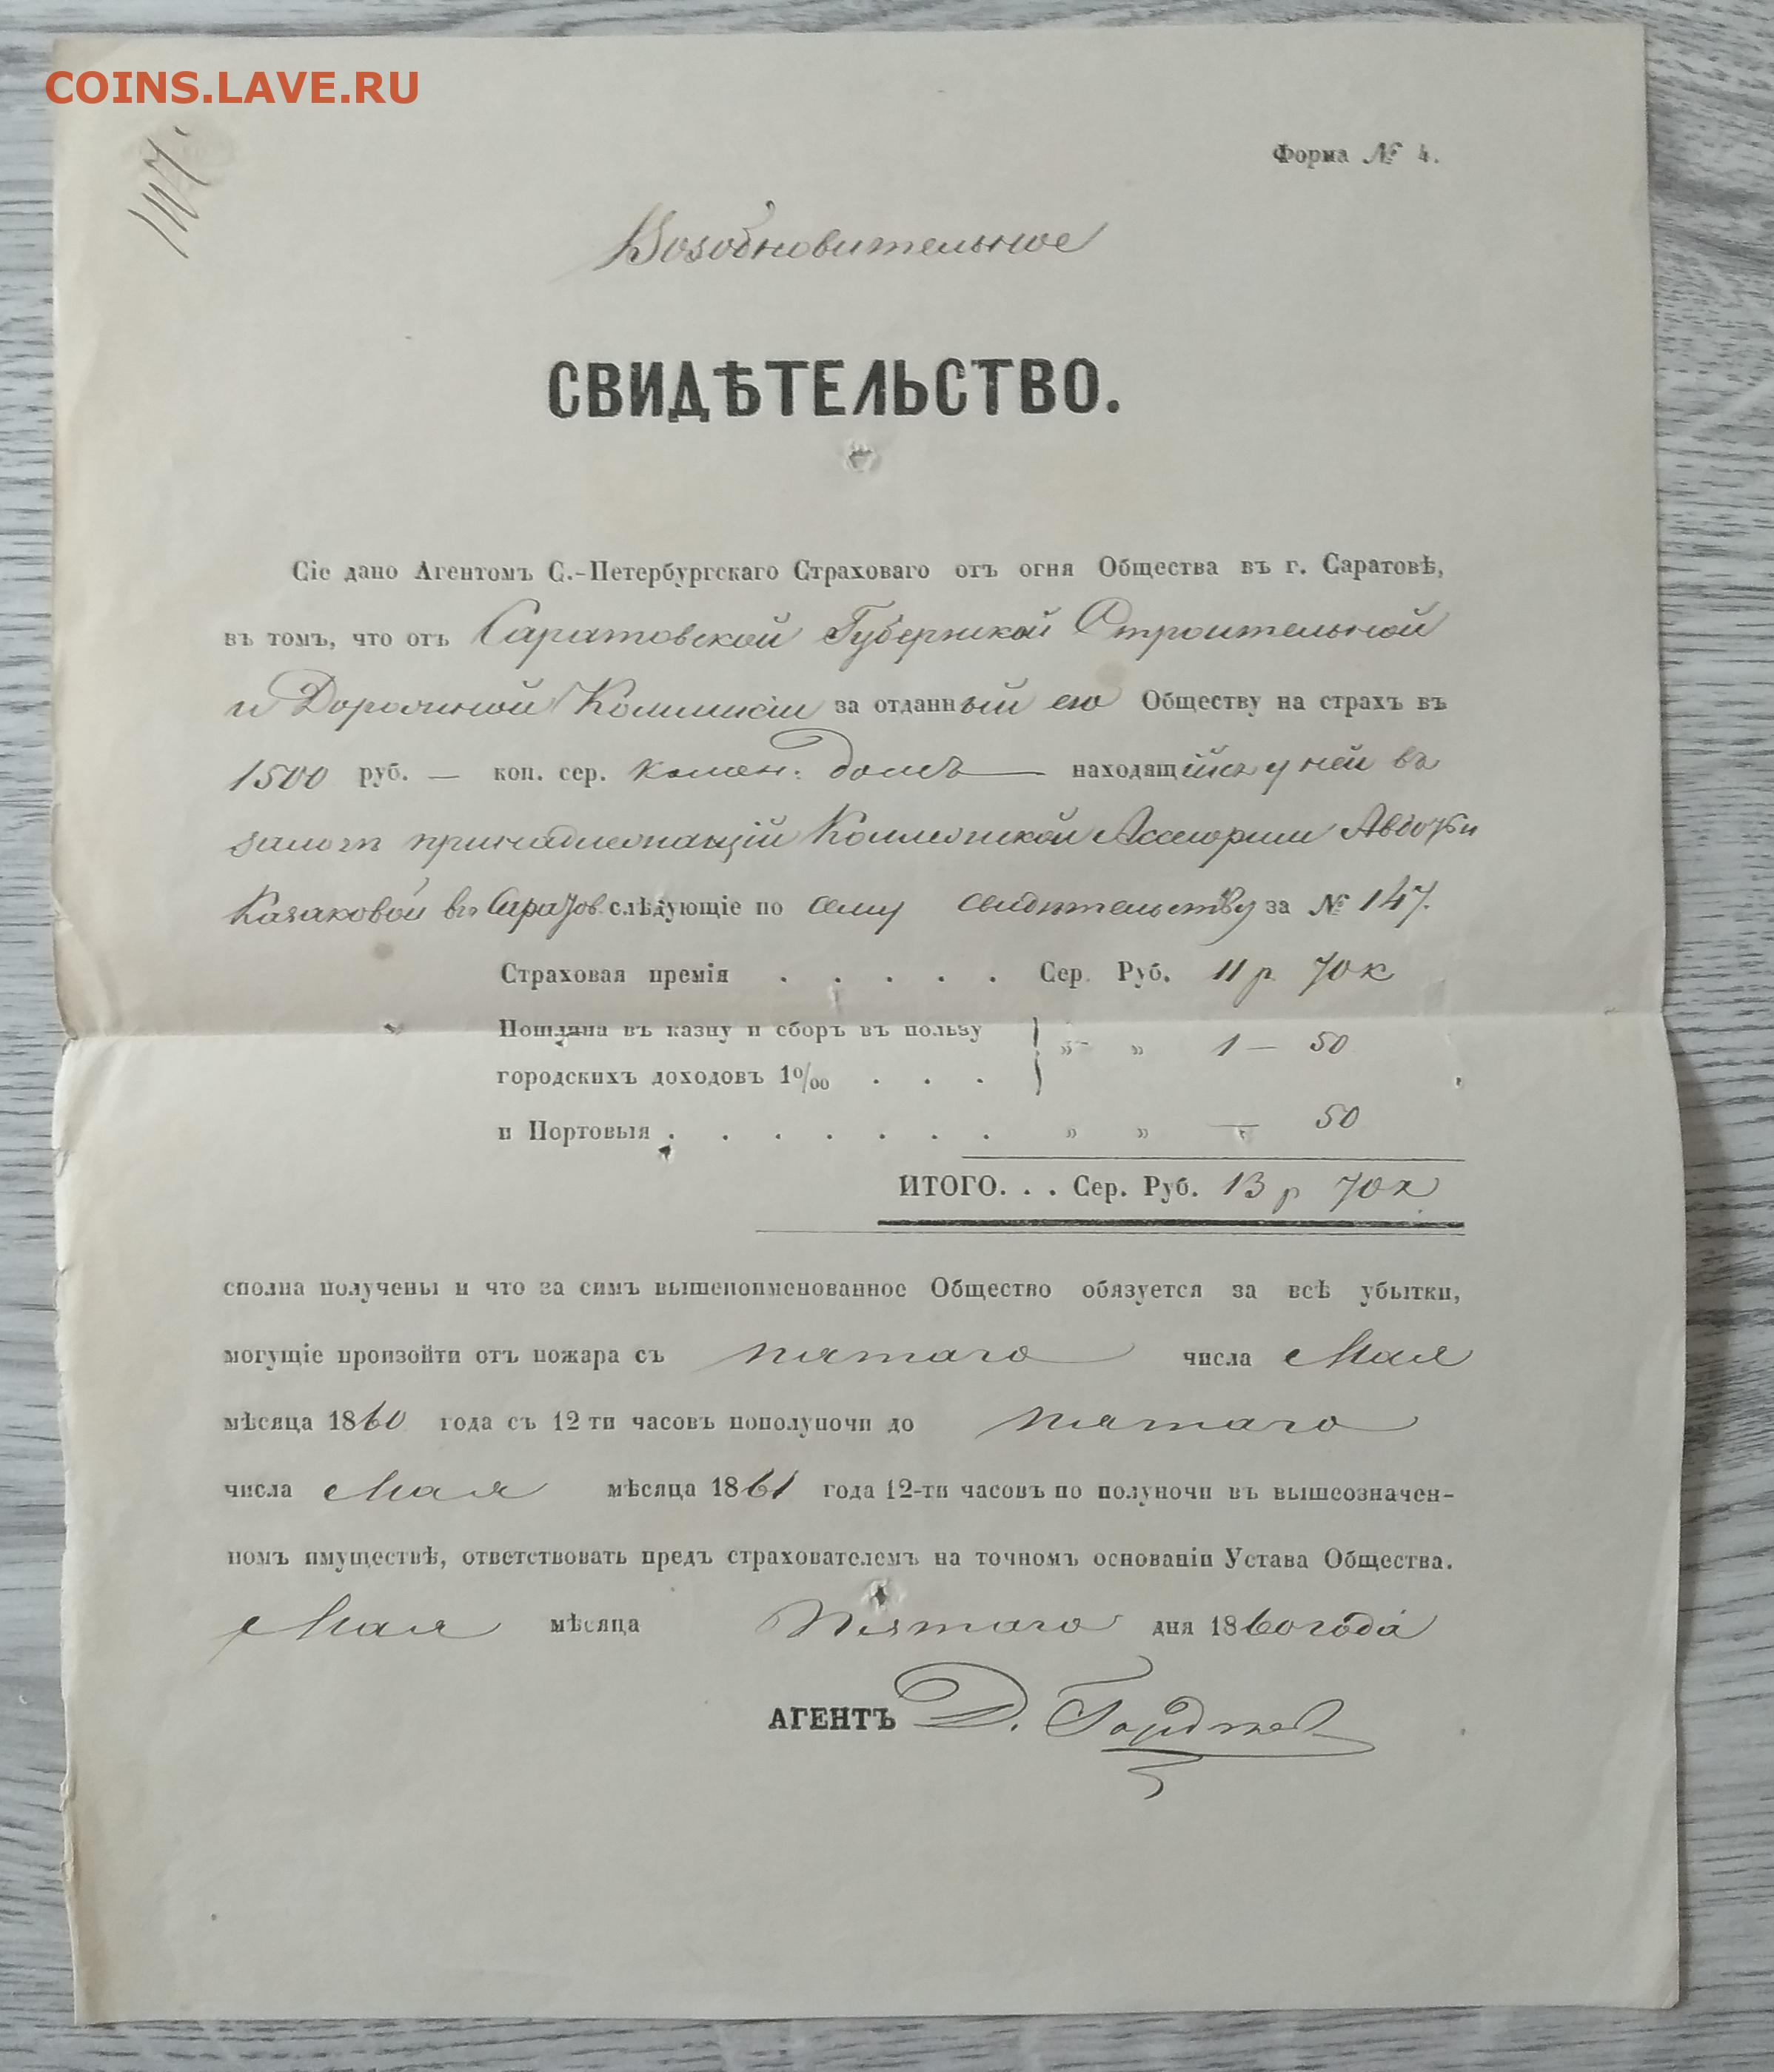 COINS.LAVE.RU
147.
Форма № 4.
Возобновительное
СВИДѢТЕЛЬСТВО.
Сіе дано Агентомъ С.-Петербургскаго Страховаго отъ огня Общества въ г. Саратовѣ,
въ томъ, что отъ Саратовской Губернской Строительной
и Дорожной Коммисіи за отданный ею Обществу на страхъ въ
1500 руб. — коп. сер. камен: домъ — находящійся у ней въ
залогѣ принадлежащій Коллежской Ассесорши Авдотьи
Казаковой въ Саратов. слѣдующіе по сему свидѣтельству за № 147.
Страховая премія . . . . . Сер. Руб. 11 р 70 к
Пошлина въ казну и сборъ въ пользу
городскихъ доходовъ 1‰ . . . } „ „ 1 — 50
и Портовыя . . . . . . . „ „ — 50
ИТОГО. . . Сер. Руб. 13 р 70 к
сполна получены и что за симъ вышепоименованное Общество обязуется за всѣ убытки,
могущіе произойти отъ пожара съ пятаго числа Мая
мѣсяца 1860 года съ 12 ти часовъ пополуночи до пятаго
числа Мая мѣсяца 1861 года 12-ти часовъ по полуночи въ вышеозначен-
номъ имуществѣ, ответствовать предъ страхователемъ на точномъ основаніи Устава Общества.
Мая мѣсяца Пятаго дня 1860 года
АГЕНТЪ Д.